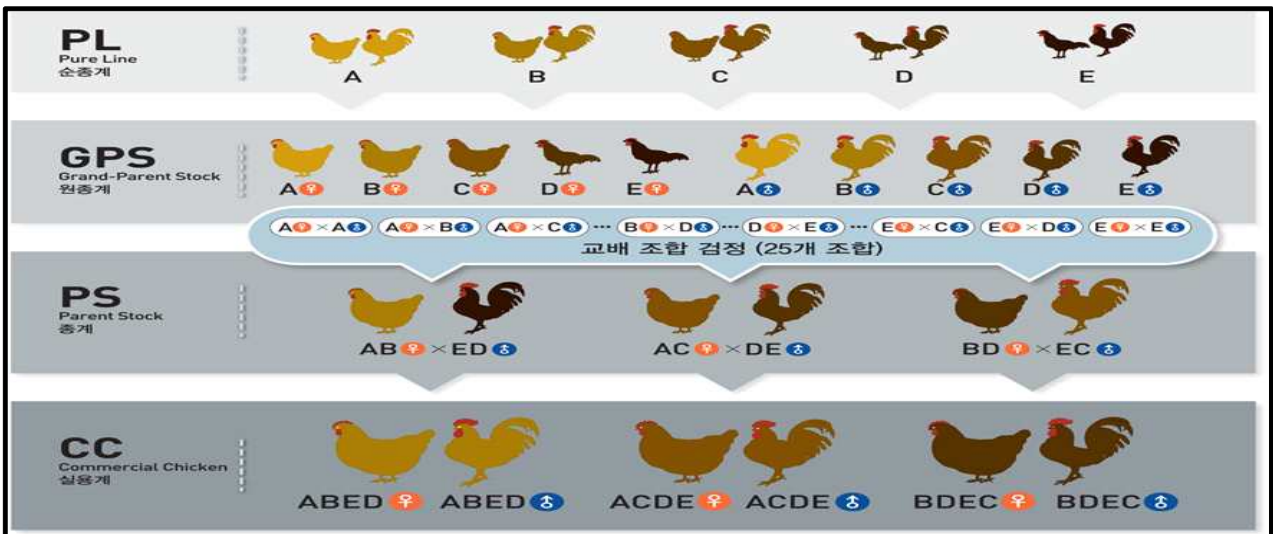 PL
Pure Line
순종계
A B C D E
GPS
Grand-Parent Stock
원종계
A♀ B♀ C♀ D♀ E♀ A♂ B♂ C♂ D♂ E♂
A♀×A♂ A♀×B♂ A♀×C♂ ··· B♀×D♂ ··· D♀×E♂ ··· E♀×C♂ E♀×D♂ E♀×E♂
교배 조합 검정 (25개 조합)
PS
Parent Stock
종계
AB♀×ED♂ AC♀×DE♂ BD♀×EC♂
CC
Commercial Chicken
실용계
ABED♀ ABED♂ ACDE♀ ACDE♂ BDEC♀ BDEC♂